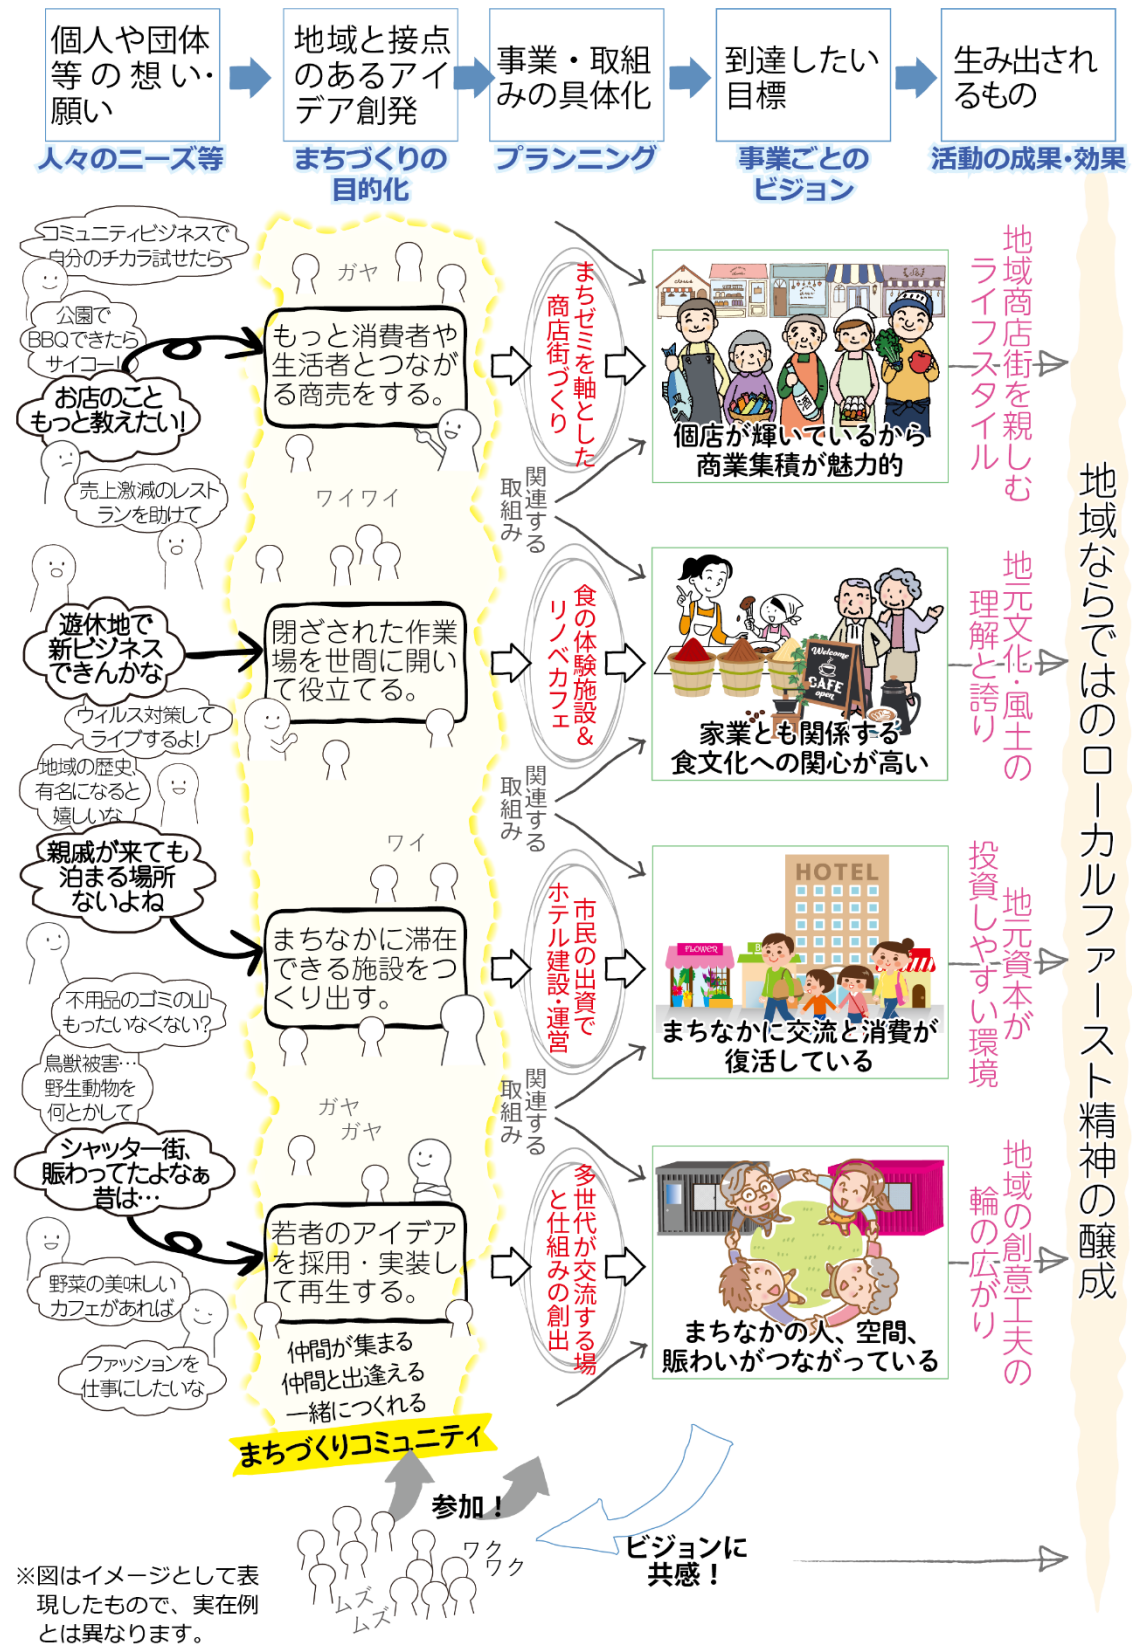 個人や団体
等の想い・
願い
地域と接点
のあるアイ
デア創発
事業・取組
みの具体化
到達したい
目標
生み出され
るもの
人々のニーズ等
まちづくりの
目的化
プランニング
事業ごとの
ビジョン
活動の成果・効果
コミュニティビジネスで
自分のチカラ試せたら
公園で
BBQできたら
サイコー!
お店のこと
もっと教えたい!
売上激減のレスト
ランを助けて
遊休地で
新ビジネス
できんかな
ウィルス対策して
ライブするよ!
地域の歴史、
有名になると
嬉しいな
親戚が来ても
泊まる場所
ないよね
不用品のゴミの山
もったいなくない?
鳥獣被害…
野生動物を
何とかして
シャッター街、
賑わってたよなぁ
昔は…
野菜の美味しい
カフェがあれば
ファッションを
仕事にしたいな
ガヤ
もっと消費者や
生活者とつなが
る商売をする。
ワイワイ
閉ざされた作業
場を世間に開い
て役立てる。
ワイ
まちなかに滞在
できる施設をつ
くり出す。
ガヤ
ガヤ
若者のアイデア
を採用・実装し
て再生する。
仲間が集まる
仲間と出逢える
一緒につくれる
まちづくりコミュニティ
まちゼミを軸とした
商店街づくり
関連する
取組み
食の体験施設&
リノベカフェ
関連する
取組み
市民の出資で
ホテル建設・運営
関連する
取組み
多世代が交流する場
と仕組みの創出
個店が輝いているから
商業集積が魅力的
酒
Welcome
CAFE
open
家業とも関係する
食文化への関心が高い
HOTEL
FLOWER
まちなかに交流と消費が
復活している
まちなかの人、空間、
賑わいがつながっている
地域商店街を親しむ
ライフスタイル
地元文化・風土の
理解と誇り
地元資本が
投資しやすい環境
地域の創意工夫の
輪の広がり
地域ならではのローカルファースト精神の醸成
参加！
ワク
ワク
ムズ
ムズ
ビジョンに
共感！
※図はイメージとして表
現したもので、実在例
とは異なります。